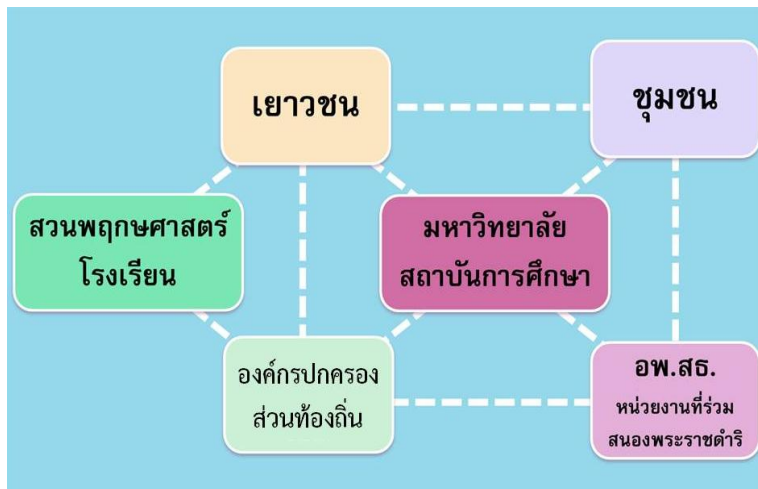 เยาวชน
ชุมชน
สวนพฤกษศาสตร์
โรงเรียน
มหาวิทยาลัย
สถาบันการศึกษา
องค์กรปกครอง
ส่วนท้องถิ่น
อพ.สธ.
หน่วยงานที่ร่วม
สนองพระราชดำริ